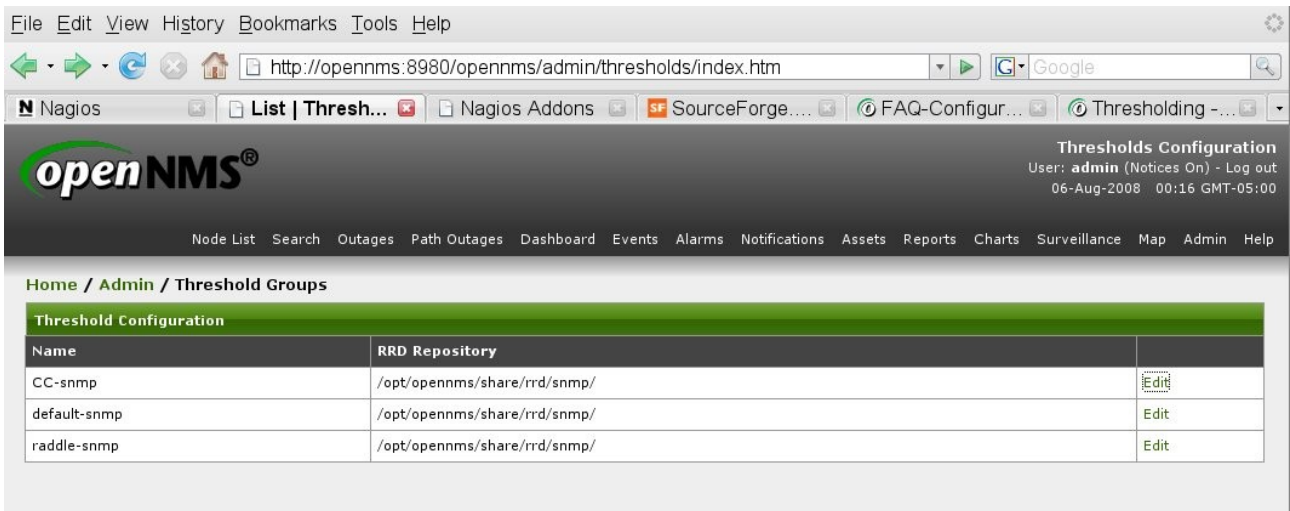 File Edit View History Bookmarks Tools Help
http://opennms:8980/opennms/admin/thresholds/index.htm G Google
N Nagios List | Thresh... Nagios Addons SF SourceForge.... FAQ-Configur... Thresholding -...
openNMS®
Thresholds Configuration
User: admin (Notices On) - Log out
06-Aug-2008 00:16 GMT-05:00
Node List Search Outages Path Outages Dashboard Events Alarms Notifications Assets Reports Charts Surveillance Map Admin Help
Home / Admin / Threshold Groups
Threshold Configuration
Name RRD Repository
CC-snmp /opt/opennms/share/rrd/snmp/ Edit
default-snmp /opt/opennms/share/rrd/snmp/ Edit
raddle-snmp /opt/opennms/share/rrd/snmp/ Edit